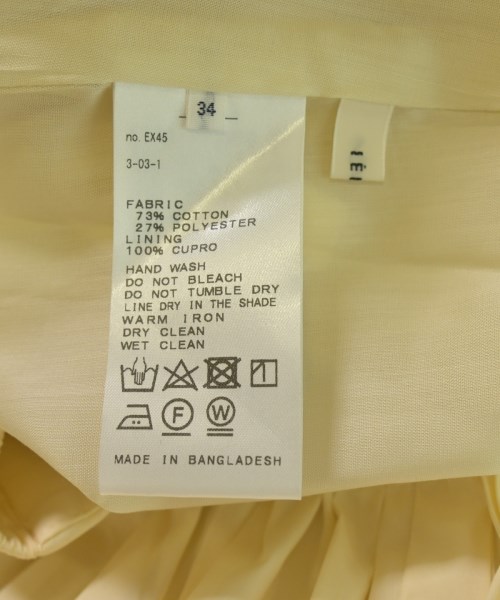 34
no. EX45
3-03-1
FABRIC
73% COTTON
27% POLYESTER
LINING
100% CUPRO
HAND WASH
DO NOT BLEACH
DO NOT TUMBLE DRY
LINE DRY IN THE SHADE
WARM IRON
DRY CLEAN
WET CLEAN
F
W
MADE IN BANGLADESH